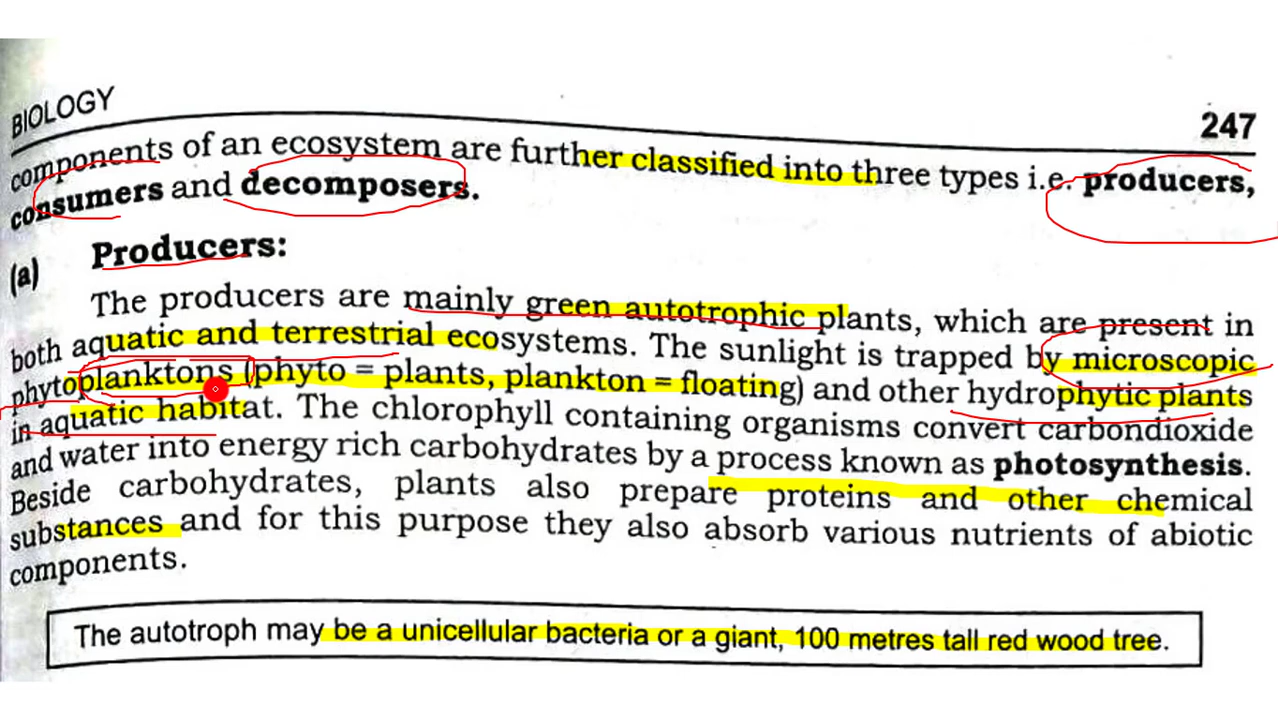 BIOLOGY
247
components of an ecosystem are further classified into three types i.e. producers,
consumers and decomposers.
(a) Producers:
The producers are mainly green autotrophic plants, which are present in
both aquatic and terrestrial ecosystems. The sunlight is trapped by microscopic
phytoplanktons (phyto = plants, plankton = floating) and other hydrophytic plants
in aquatic habitat. The chlorophyll containing organisms convert carbondioxide
and water into energy rich carbohydrates by a process known as photosynthesis.
Beside carbohydrates, plants also prepare proteins and other chemical
substances and for this purpose they also absorb various nutrients of abiotic
components.
The autotroph may be a unicellular bacteria or a giant, 100 metres tall red wood tree.